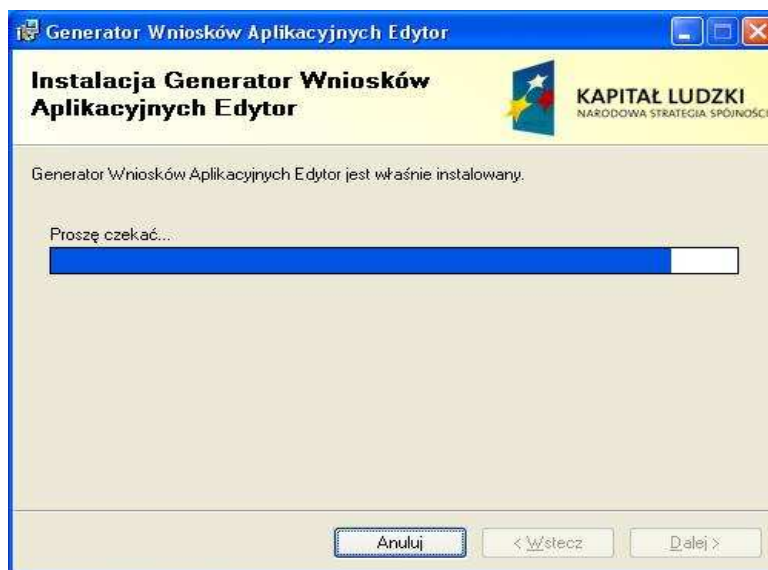 Generator Wniosków Aplikacyjnych Edytor
Instalacja Generator Wniosków
Aplikacyjnych Edytor
KAPITAŁ LUDZKI
NARODOWA STRATEGIA SPÓJNOŚCI
Generator Wniosków Aplikacyjnych Edytor jest właśnie instalowany.
Proszę czekać...
Anuluj
< Wstecz
Dalej >